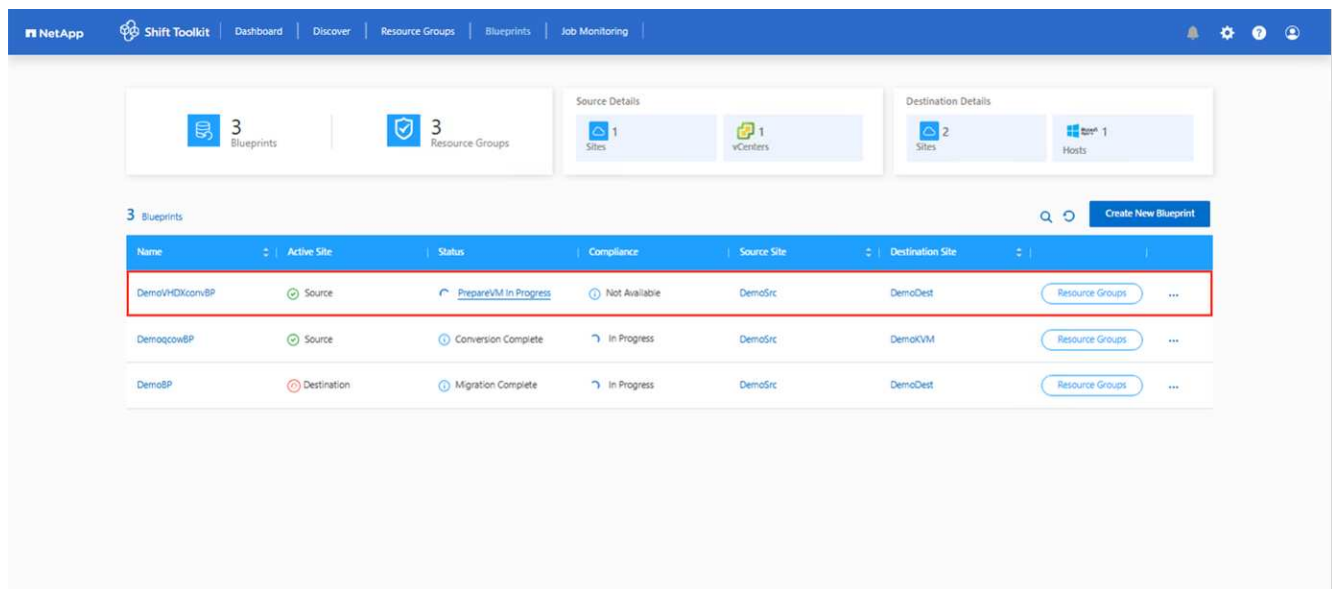 NetApp Shift Toolkit Dashboard Discover Resource Groups Blueprints Job Monitoring
Source Details Destination Details
3 3 1 1 2 Microsoft 1
Blueprints Resource Groups Sites vCenters Sites Hosts
3 Blueprints Create New Blueprint
Name Active Site Status Compliance Source Site Destination Site
DemoVHDXconvBP Source PrepareVM In Progress Not Available DemoSrc DemoDest Resource Groups ...
DemoqcowBP Source Conversion Complete In Progress DemoSrc DemoKVM Resource Groups ...
DemoBP Destination Migration Complete In Progress DemoSrc DemoDest Resource Groups ...